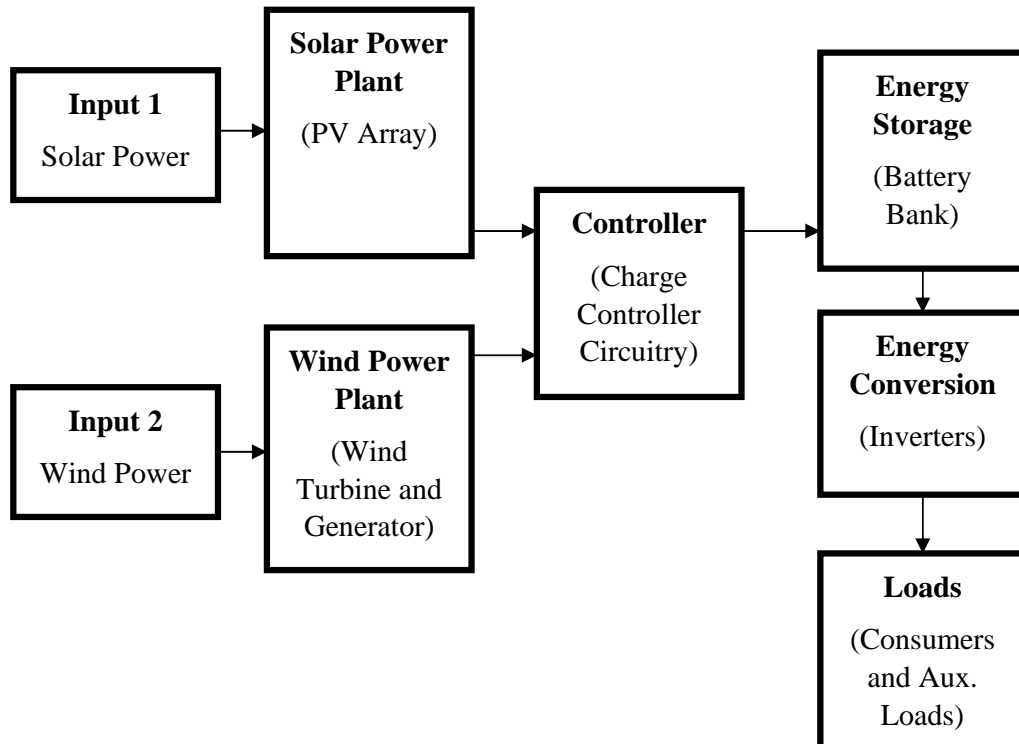 Input 1
Solar Power
Solar Power
Plant
(PV Array)
Input 2
Wind Power
Wind Power
Plant
(Wind
Turbine and
Generator)
Controller
(Charge
Controller
Circuitry)
Energy
Storage
(Battery
Bank)
Energy
Conversion
(Inverters)
Loads
(Consumers
and Aux.
Loads)